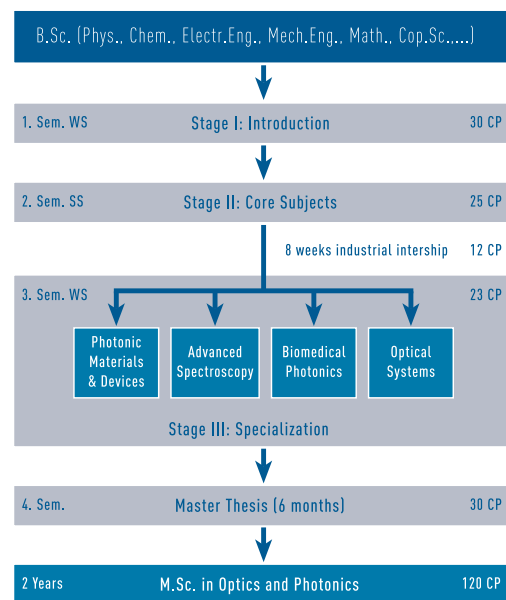 B.Sc. (Phys., Chem., Electr.Eng., Mech.Eng., Math., Cop.Sc.,...)
1. Sem. WS Stage I: Introduction 30 CP
2. Sem. SS Stage II: Core Subjects 25 CP
8 weeks industrial intership 12 CP
3. Sem. WS 23 CP
Photonic
Materials
& Devices
Advanced
Spectroscopy
Biomedical
Photonics
Optical
Systems
Stage III: Specialization
4. Sem. Master Thesis (6 months) 30 CP
2 Years M.Sc. in Optics and Photonics 120 CP